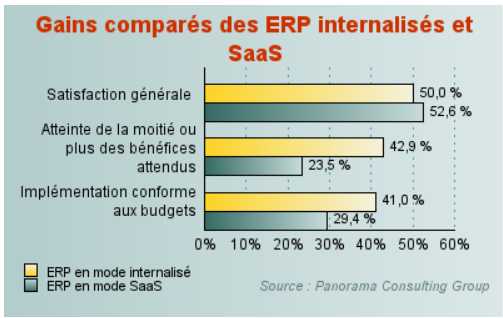 Gains comparés des ERP internalisés et
SaaS
Satisfaction générale
50,0 %
52,6 %
Atteinte de la moitié ou
plus des bénéfices
attendus
42,9 %
23,5 %
Implémentation conforme
aux budgets
41,0 %
29,4 %
0% 10% 20% 30% 40% 50% 60%
ERP en mode internalisé
ERP en mode SaaS
Source : Panorama Consulting Group